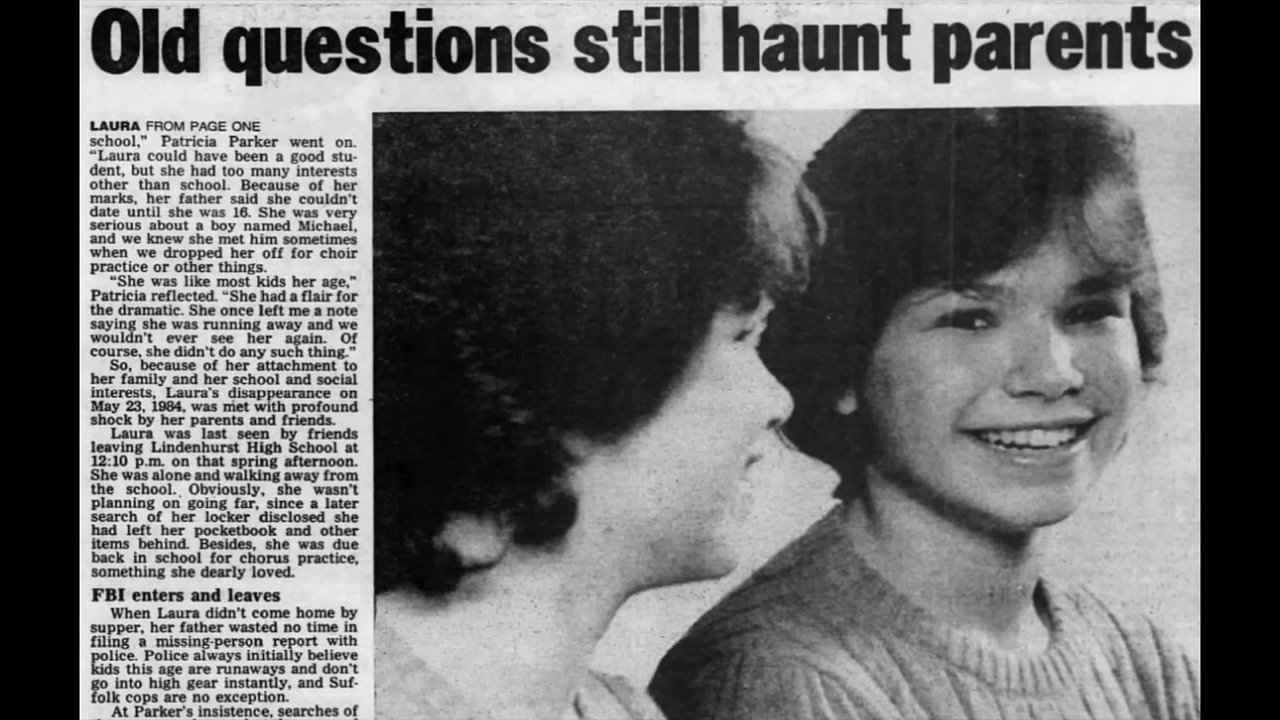 Old questions still haunt parents
LAURA FROM PAGE ONE
school,” Patricia Parker went on.
“Laura could have been a good stu-
dent, but she had too many interests
other than school. Because of her
marks, her father said she couldn't
date until she was 16. She was very
serious about a boy named Michael,
and we knew she met him sometimes
when we dropped her off for choir
practice or other things.
“She was like most kids her age,”
Patricia reflected. “She had a flair for
the dramatic. She once left me a note
saying she was running away and we
wouldn't ever see her again. Of
course, she didn't do any such thing.”
So, because of her attachment to
her family and her school and social
interests, Laura's disappearance on
May 23, 1984, was met with profound
shock by her parents and friends.
Laura was last seen by friends
leaving Lindenhurst High School at
12:10 p.m. on that spring afternoon.
She was alone and walking away from
the school. Obviously, she wasn't
planning on going far, since a later
search of her locker disclosed she
had left her pocketbook and other
items behind. Besides, she was due
back in school for chorus practice,
something she dearly loved.
FBI enters and leaves
When Laura didn't come home by
supper, her father wasted no time in
filing a missing-person report with
police. Police always initially believe
kids this age are runaways and don't
go into high gear instantly, and Suf-
folk cops are no exception.
At Parker's insistence, searches of